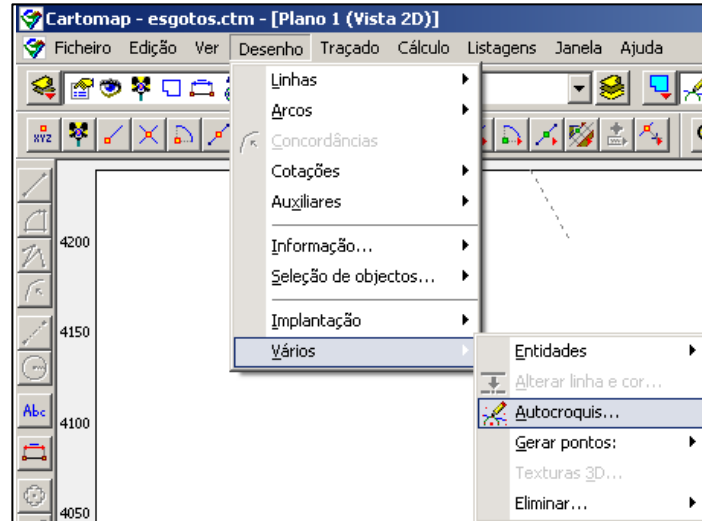 Cartomap - esgotos.ctm - [Plano 1 (Vista 2D)]
Ficheiro Edição Ver Desenho Traçado Cálculo Listagens Janela Ajuda
Linhas
Arcos
Concordâncias
Cotações
Auxiliares
Informação...
Seleção de objectos...
Implantação
Vários
Entidades
Alterar linha e cor...
Autocroquis...
Gerar pontos:
Texturas 3D...
Eliminar...
XYZ
4200
4150
4100
4050
Abc